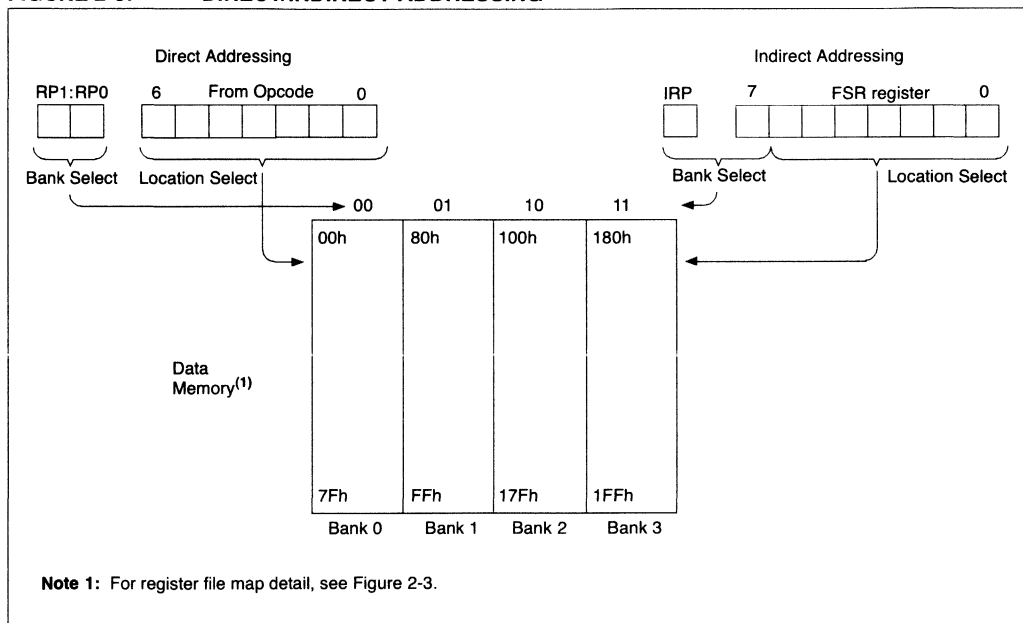 Direct Addressing
Indirect Addressing
RP1:RP0 6 From Opcode 0
IRP 7 FSR register 0
Bank Select Location Select
Bank Select Location Select
00 01 10 11
00h 80h 100h 180h
Data
Memory(1)
7Fh FFh 17Fh 1FFh
Bank 0 Bank 1 Bank 2 Bank 3
Note 1: For register file map detail, see Figure 2-3.